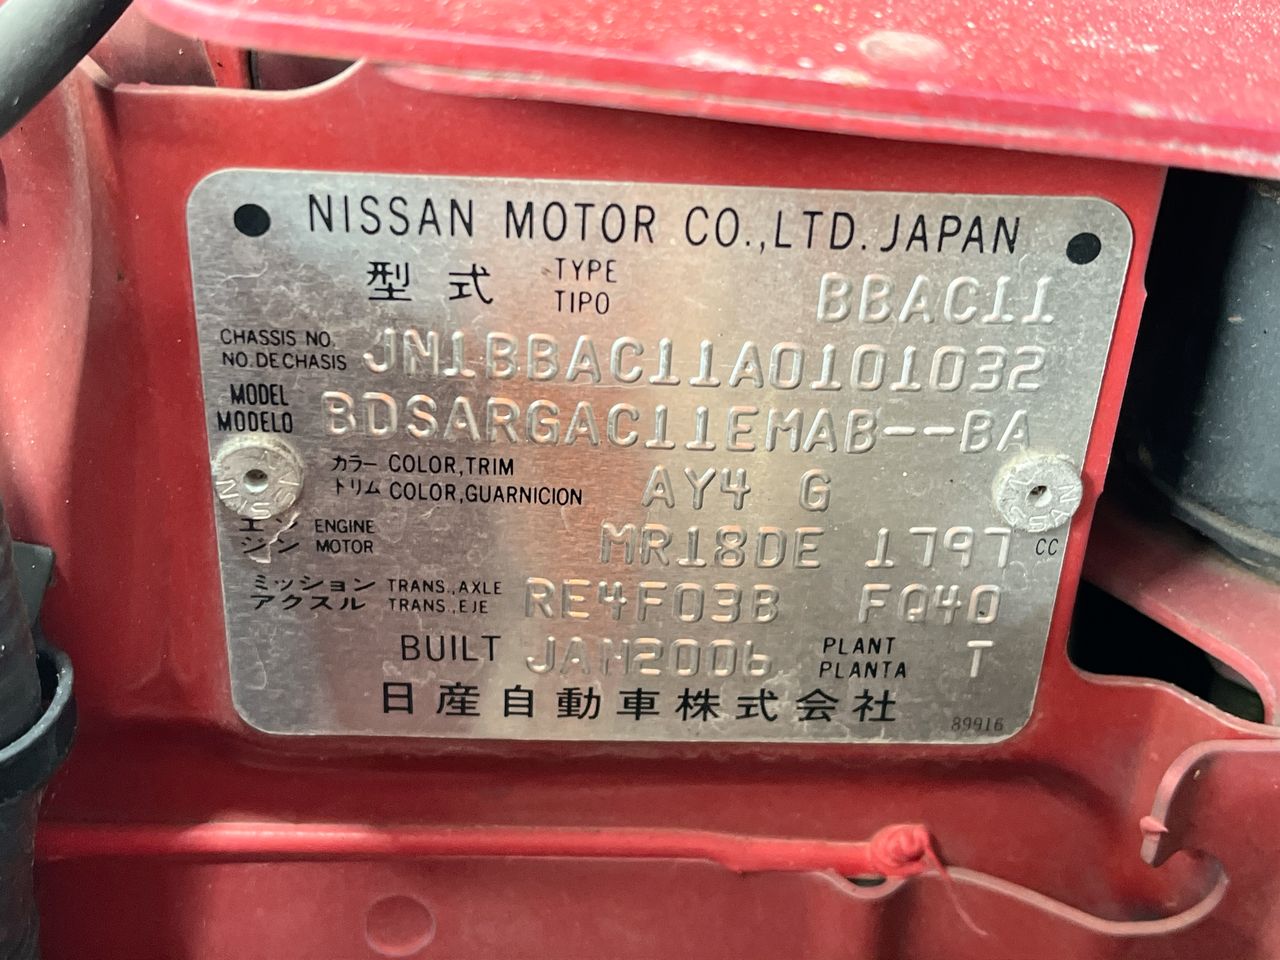 NISSAN MOTOR CO.,LTD. JAPAN
型式 TYPE TIPO BBAC11
CHASSIS NO. NO.DE CHASIS JN1BBAC11A0101032
MODEL MODELO BDSARGAC11EMAB--BA
カラー COLOR,TRIM
トリム COLOR,GUARNICION AY4 G
エン ENGINE
ジン MOTOR MR18DE 1797 CC
ミッション TRANS.,AXLE
アクスル TRANS.,EJE RE4F03B FQ40
BUILT JAN2006 PLANT PLANTA T
日産自動車株式会社 89916